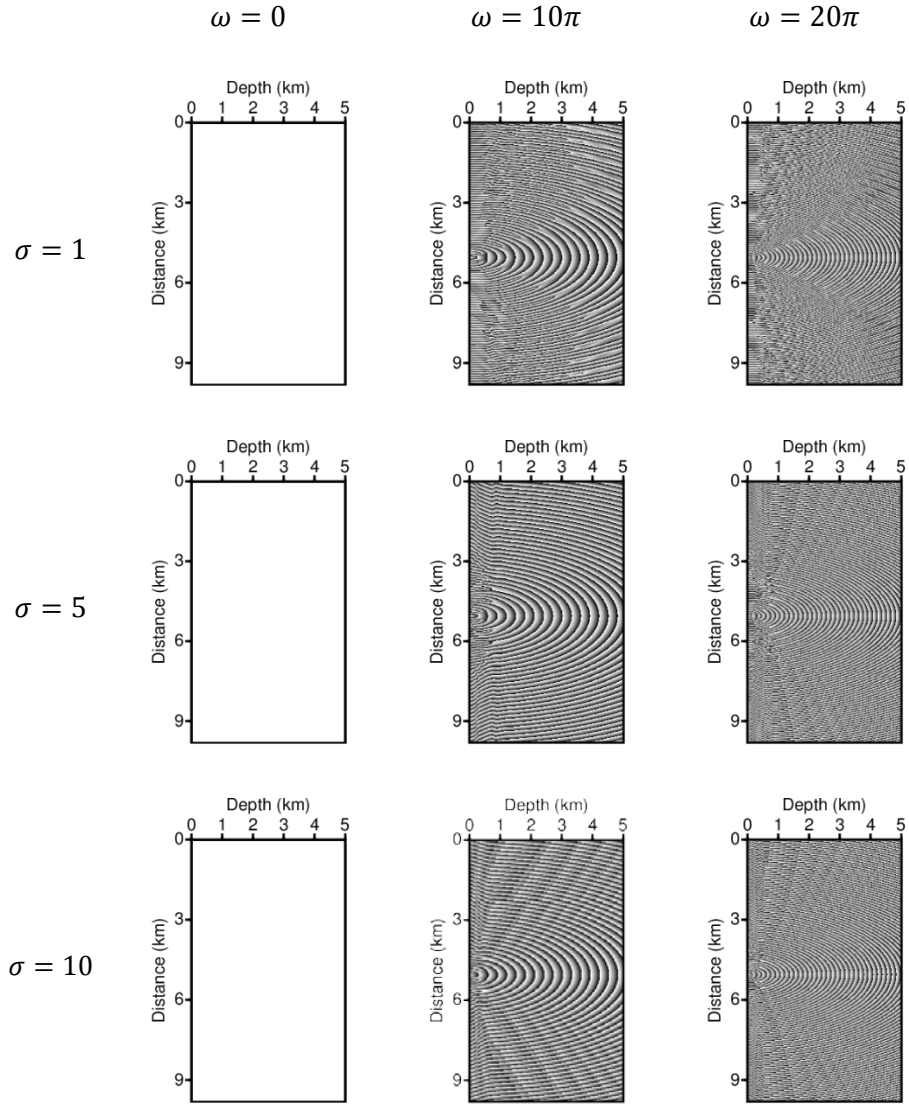 ω = 0 ω = 10π ω = 20π
Depth (km) Depth (km) Depth (km)
0 1 2 3 4 5 0 1 2 3 4 5 0 1 2 3 4 5
σ = 1
Distance (km) Distance (km) Distance (km)
0 0 0
3 3 3
6 6 6
9 9 9
Depth (km) Depth (km) Depth (km)
0 1 2 3 4 5 0 1 2 3 4 5 0 1 2 3 4 5
σ = 5
Distance (km) Distance (km) Distance (km)
0 0 0
3 3 3
6 6 6
9 9 9
Depth (km) Depth (km) Depth (km)
0 1 2 3 4 5 0 1 2 3 4 5 0 1 2 3 4 5
σ = 10
Distance (km) Distance (km) Distance (km)
0 0 0
3 3 3
6 6 6
9 9 9